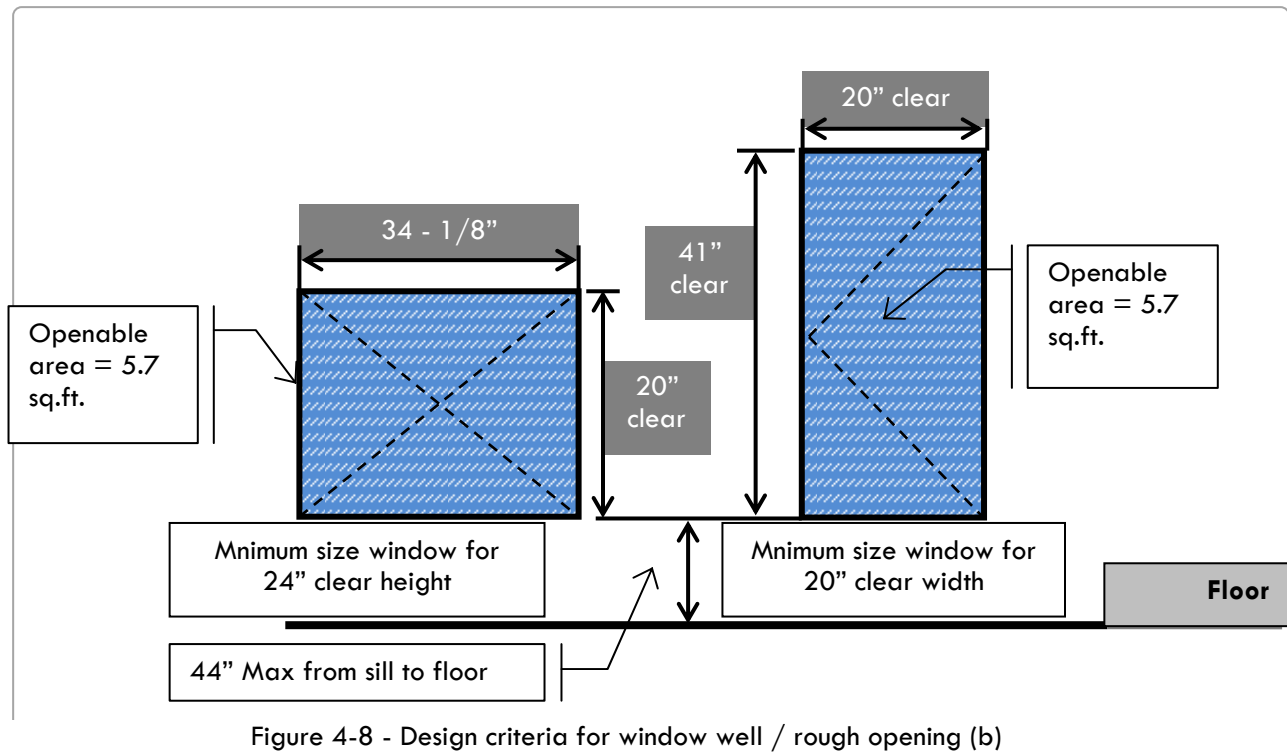 20” clear
34 - 1/8”
41”
clear
Openable
area = 5.7
sq.ft.
Openable
area = 5.7
sq.ft.
20”
clear
Mnimum size window for
24” clear height
Mnimum size window for
20” clear width
Floor
44” Max from sill to floor
Figure 4-8 - Design criteria for window well / rough opening (b)